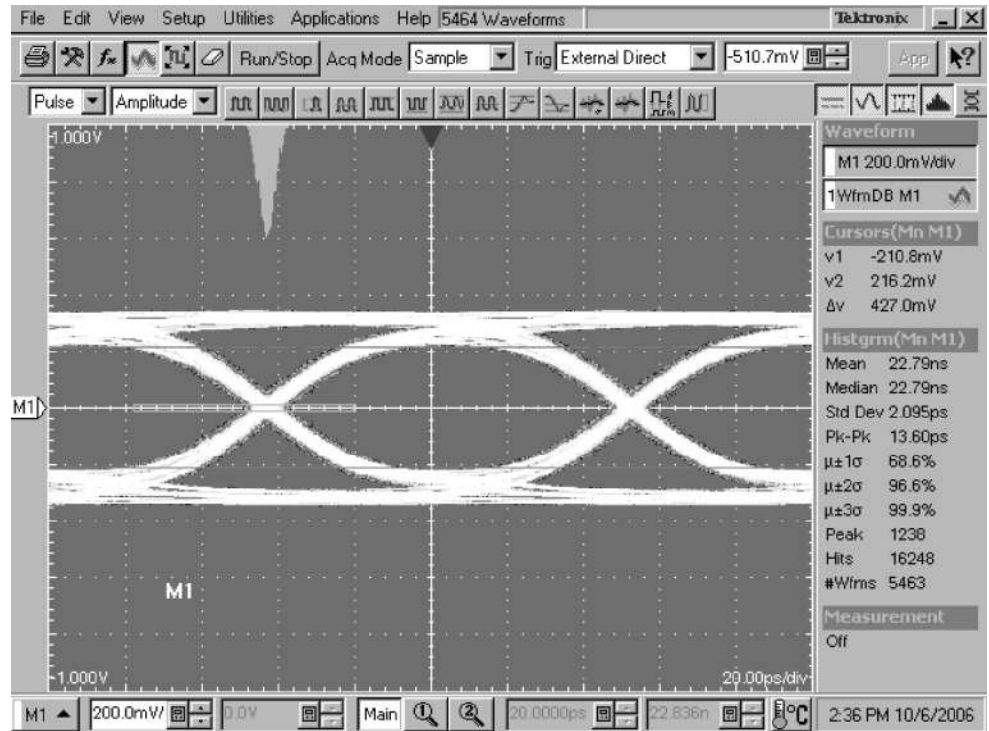 File Edit View Setup Utilities Applications Help 5464 Waveforms Tektronix
Run/Stop Acq Mode Sample Trig External Direct -510.7mV App
Pulse Amplitude
1.000V
Waveform
M1 200.0mV/div
1 WfmDB M1
Cursors(Mn M1)
v1 -210.8mV
v2 216.2mV
Δv 427.0mV
Histgrm(Mn M1)
Mean 22.79ns
Median 22.79ns
Std Dev 2.095ps
Pk-Pk 13.60ps
µ±1σ 68.6%
µ±2σ 96.6%
µ±3σ 99.9%
Peak 1238
Hits 16248
#Wfms 5463
Measurement
Off
M1
M1
-1.000V
20.00ps/div
M1 200.0mV/ 0.0V Main 1 2 20.0000ps 22.836n °C 2:36 PM 10/6/2006